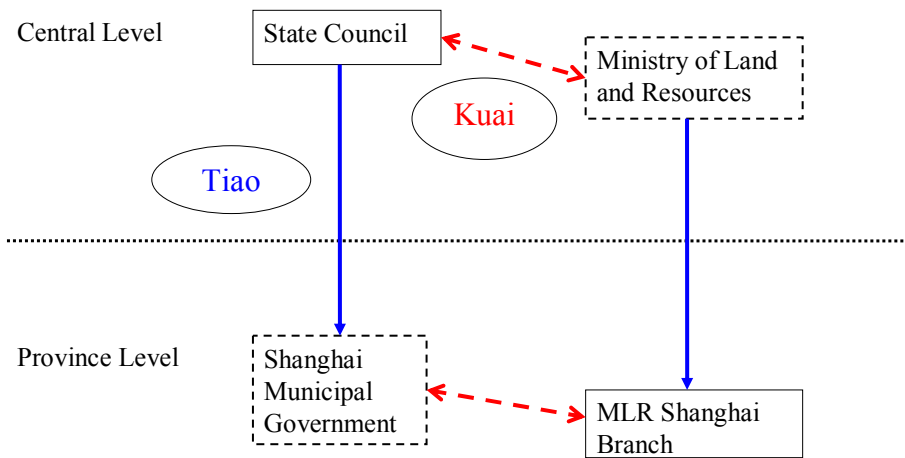 Central Level
State Council
Ministry of Land
and Resources
Kuai
Tiao
Province Level
Shanghai
Municipal
Government
MLR Shanghai
Branch